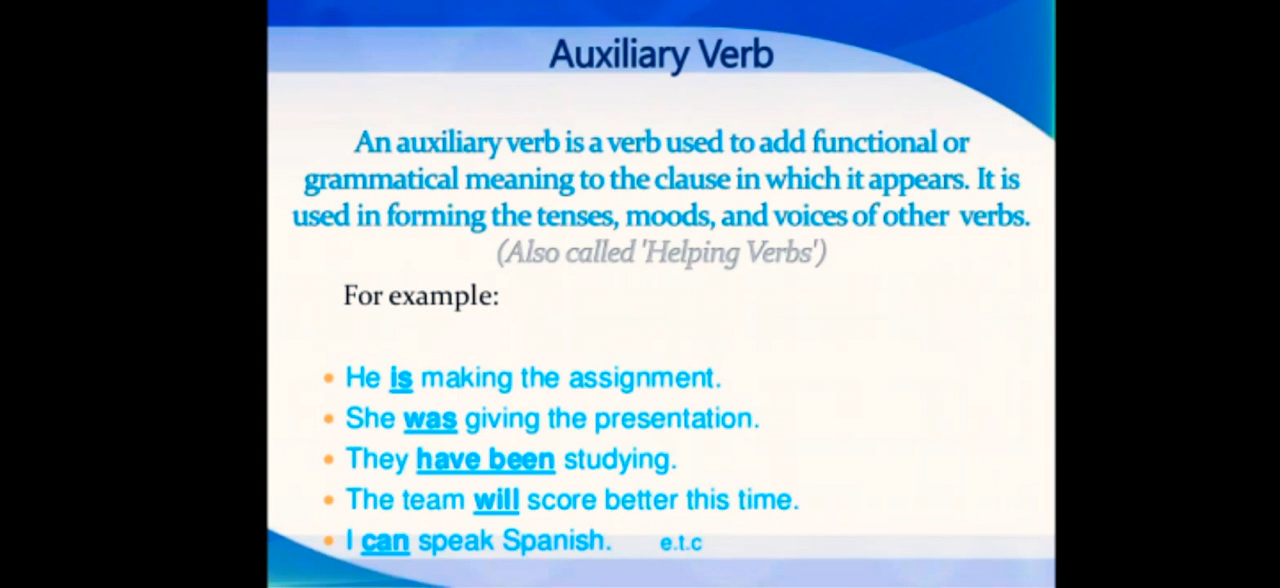 Auxiliary Verb
An auxiliary verb is a verb used to add functional or
grammatical meaning to the clause in which it appears. It is
used in forming the tenses, moods, and voices of other verbs.
(Also called 'Helping Verbs')
For example:
• He is making the assignment.
• She was giving the presentation.
• They have been studying.
• The team will score better this time.
• I can speak Spanish. e.t.c